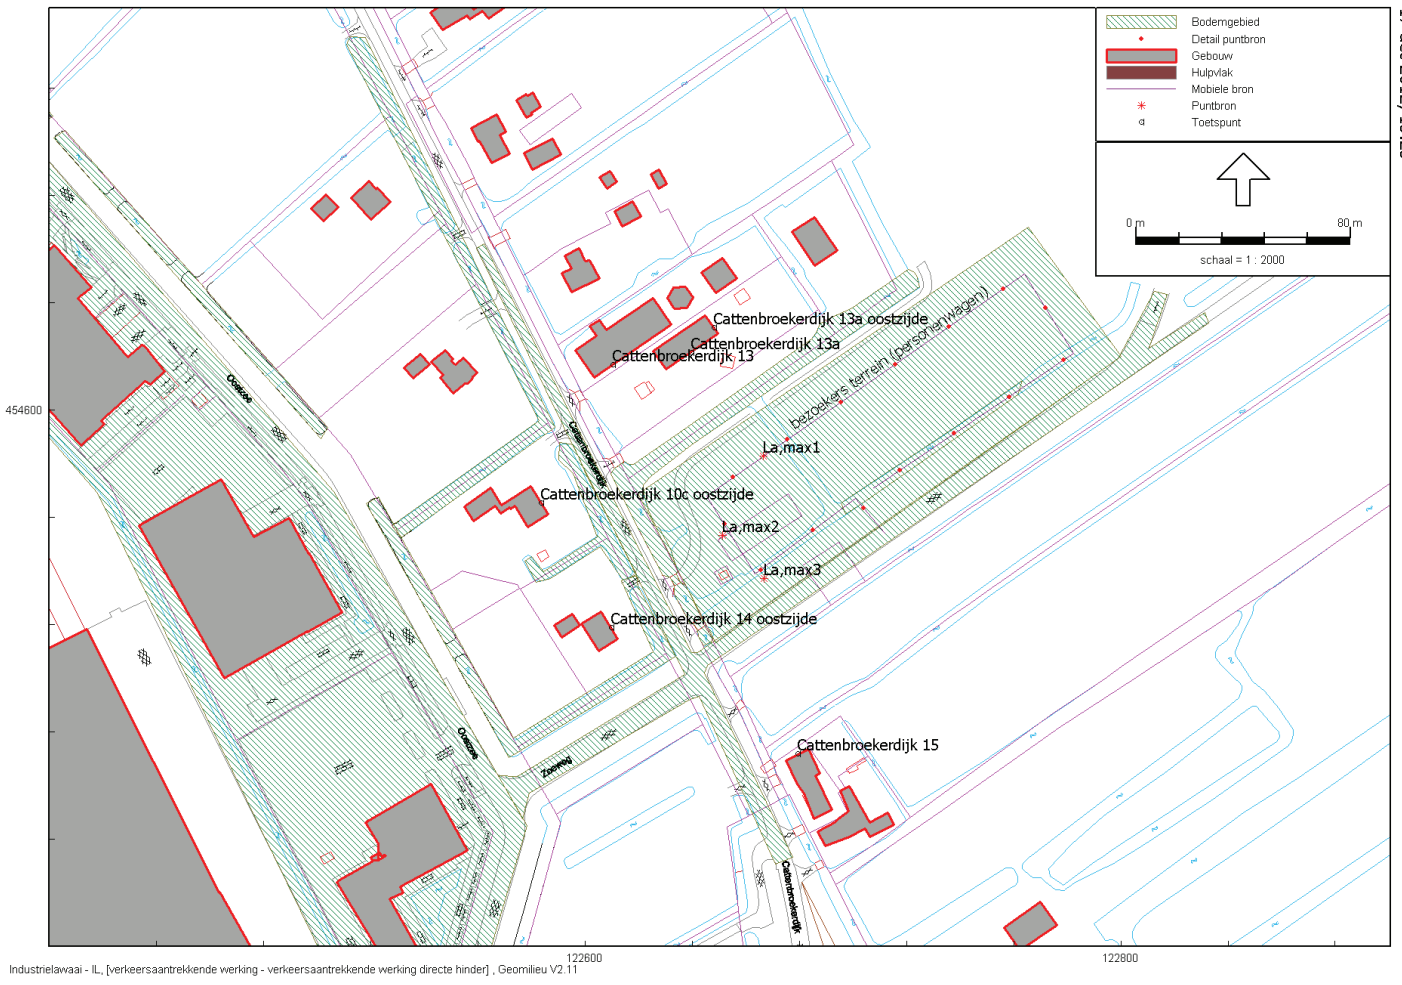 Bodemgebied
Detail puntbron
Gebouw
Hulpvlak
Mobiele bron
Puntbron
Toetspunt
0 m
80 m
schaal = 1 : 2000
Cattenbroekerdijk 13a oostzijde
Cattenbroekerdijk 13a
Cattenbroekerdijk 13
bezoekers terrein (personenwagen)
Oostzee
454600
Cattenbroekerdijk
La,max1
Cattenbroekerdijk 10c oostzijde
La,max2
La,max3
Cattenbroekerdijk 14 oostzijde
Oostzee
Zeeweg
Cattenbroekerdijk 15
Cattenbroekerdijk
122600
122800
Industrielawaai - IL, [verkeersaantrekkende werking - verkeersaantrekkende werking directe hinder] , Geomilieu V2.11